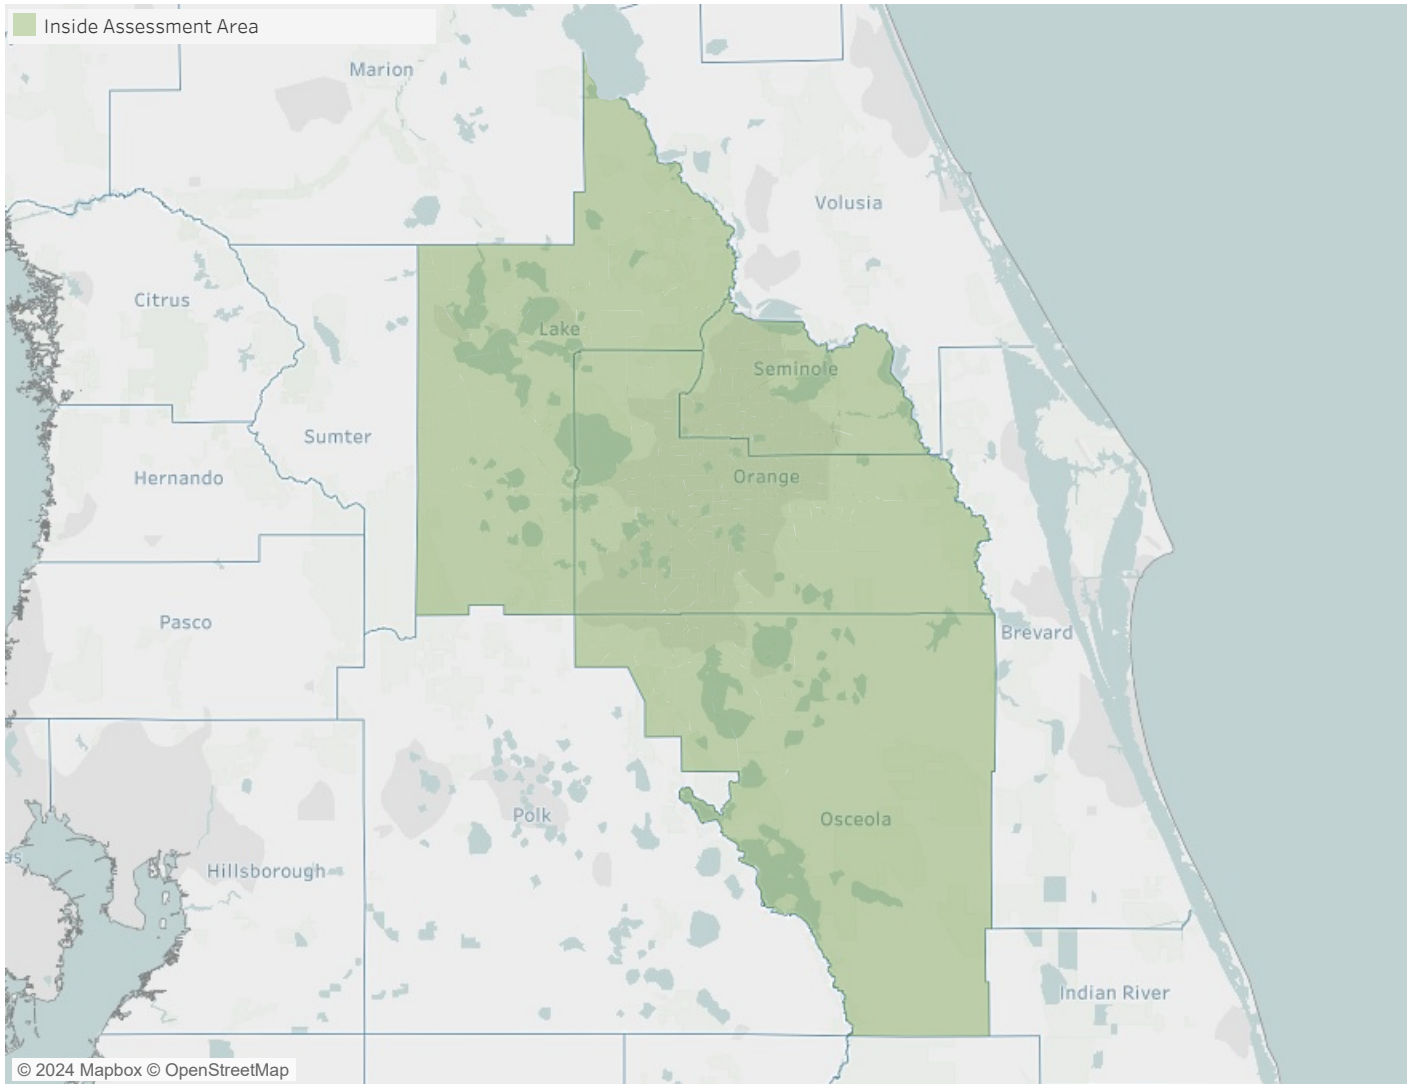 Inside Assessment Area
Marion
Volusia
Citrus
Lake
Seminole
Sumter
Hernando
Orange
Pasco
Brevard
Polk
Osceola
Hillsborough
as
Indian River
© 2024 Mapbox © OpenStreetMap